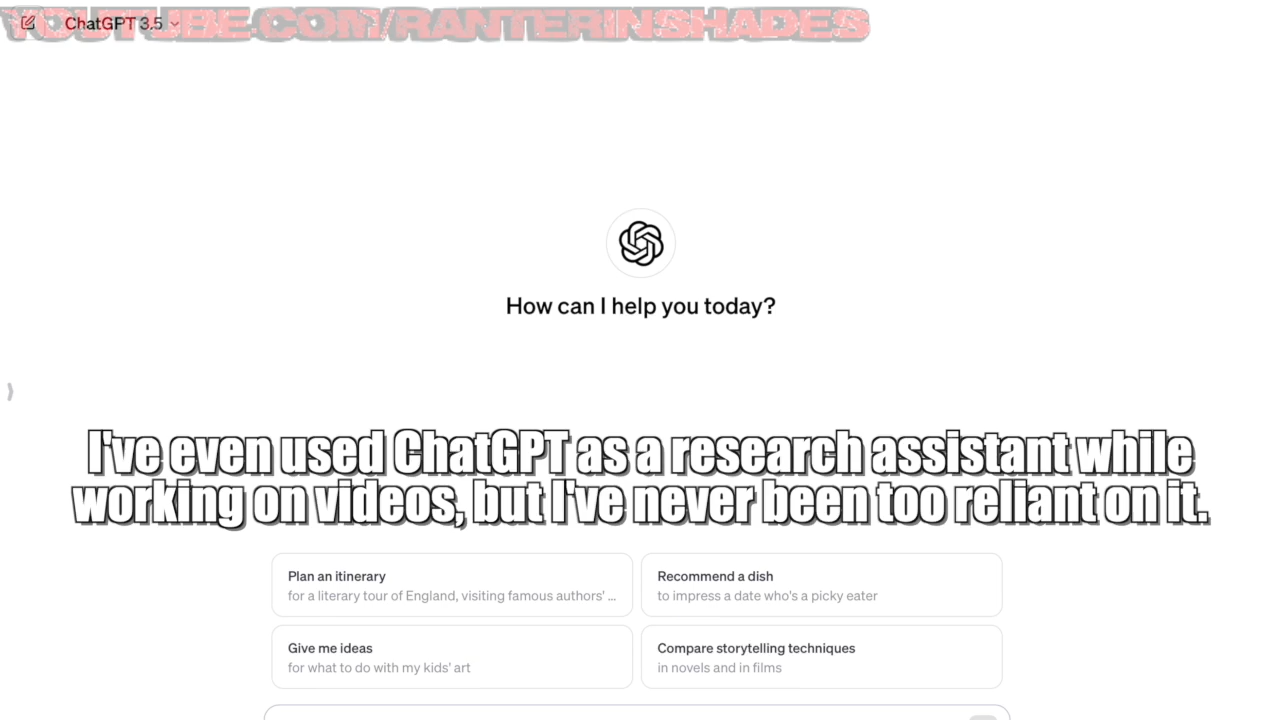 YOUTUBE.COM/RANTERINSHADES
ChatGPT 3.5
How can I help you today?
I've even used ChatGPT as a research assistant while
working on videos, but I've never been too reliant on it.
Plan an itinerary
for a literary tour of England, visiting famous authors' ...
Recommend a dish
to impress a date who's a picky eater
Give me ideas
for what to do with my kids' art
Compare storytelling techniques
in novels and in films